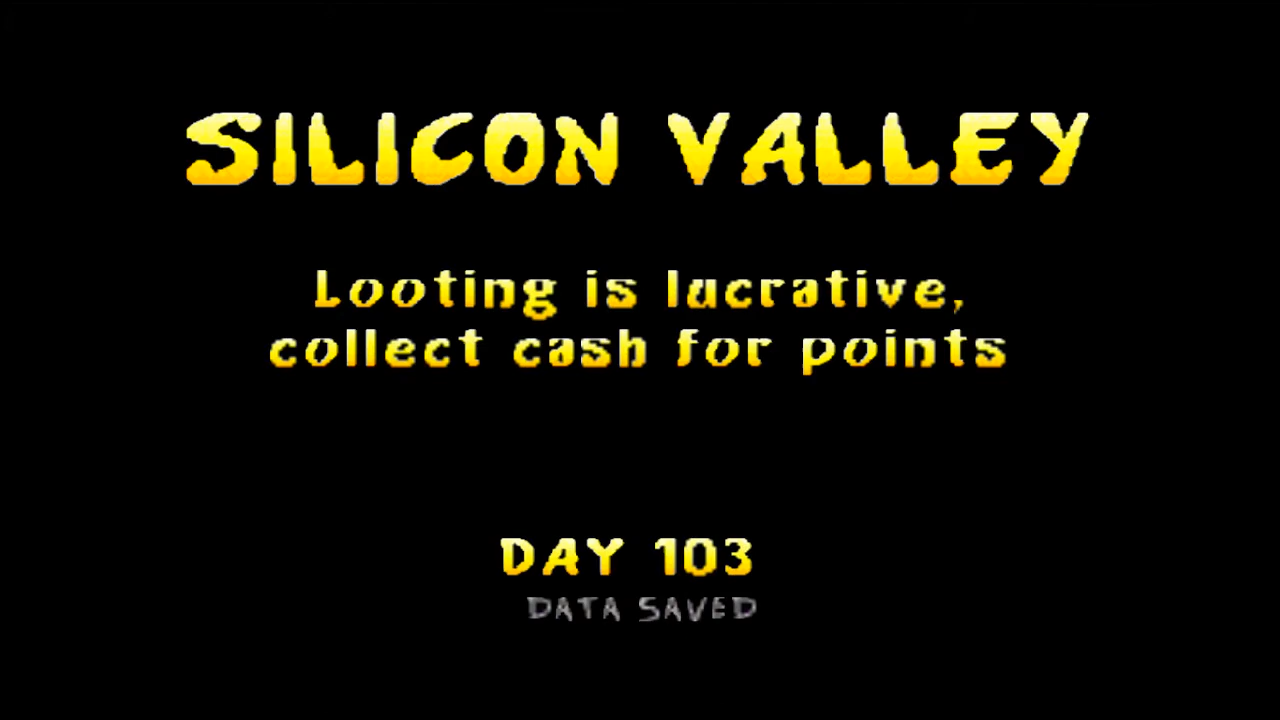 SILICON VALLEY
Looting is lucrative,
collect cash for points
DAY 103
DATA SAVED